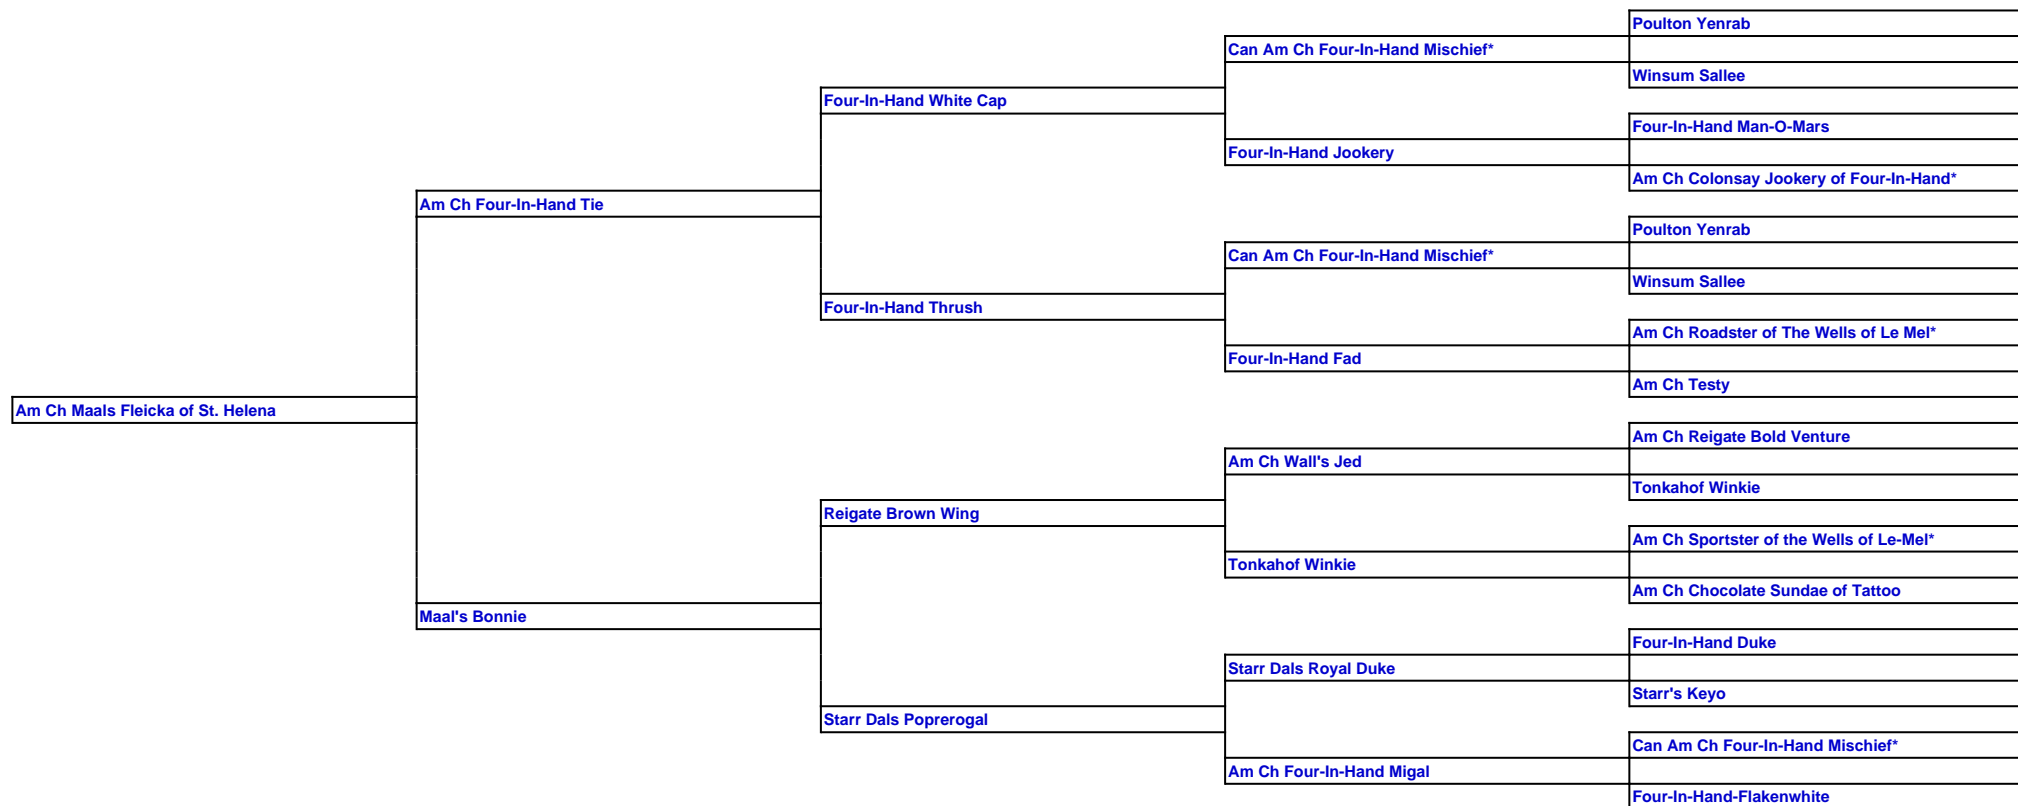 Poulton Yenrab
Can Am Ch Four-In-Hand Mischief*
Winsum Sallee
Four-In-Hand White Cap
Four-In-Hand Man-O-Mars
Four-In-Hand Jookery
Am Ch Colonsay Jookery of Four-In-Hand*
Am Ch Four-In-Hand Tie
Poulton Yenrab
Can Am Ch Four-In-Hand Mischief*
Winsum Sallee
Four-In-Hand Thrush
Am Ch Roadster of The Wells of Le Mel*
Four-In-Hand Fad
Am Ch Testy
Am Ch Maals Fleicka of St. Helena
Am Ch Reigate Bold Venture
Am Ch Wall's Jed
Tonkahof Winkie
Reigate Brown Wing
Am Ch Sportster of the Wells of Le-Mel*
Tonkahof Winkie
Am Ch Chocolate Sundae of Tattoo
Maal's Bonnie
Four-In-Hand Duke
Starr Dals Royal Duke
Starr's Keyo
Starr Dals Poprerogal
Can Am Ch Four-In-Hand Mischief*
Am Ch Four-In-Hand Migal
Four-In-Hand-Flakenwhite